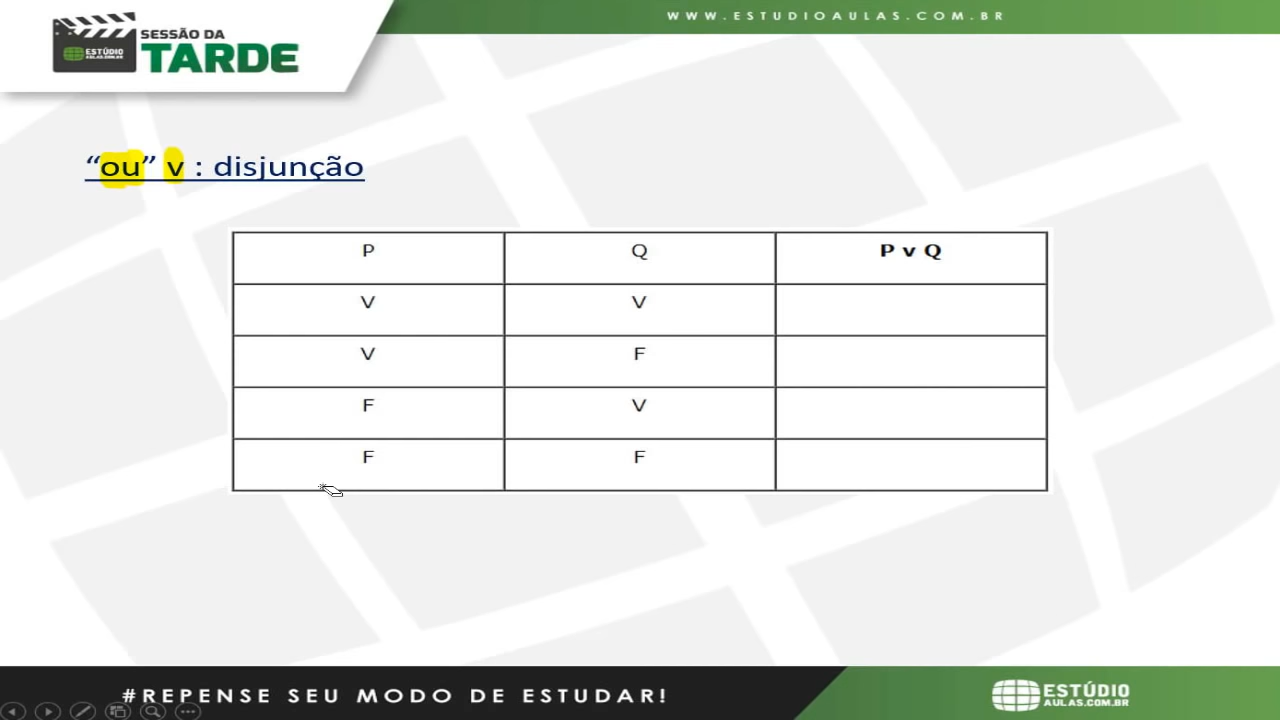 WWW.ESTUDIOAULAS.COM.BR
SESSÃO DA
TARDE
ESTÚDIO
AULAS.COM.BR
“ou” v : disjunção
P Q P v Q
V V
V F
F V
F F
#REPENSE SEU MODO DE ESTUDAR!
ESTÚDIO
AULAS.COM.BR